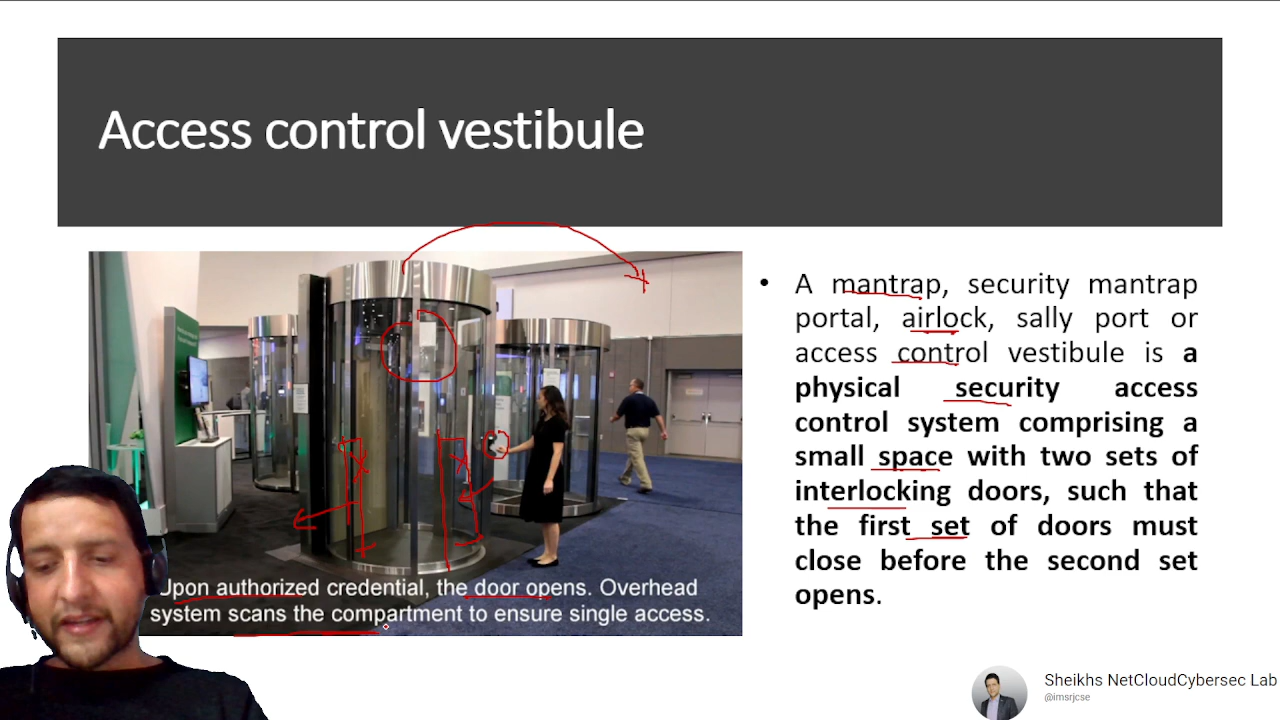 Access control vestibule
Upon authorized credential, the door opens. Overhead
system scans the compartment to ensure single access.
• A mantrap, security mantrap
portal, airlock, sally port or
access control vestibule is a
physical security access
control system comprising a
small space with two sets of
interlocking doors, such that
the first set of doors must
close before the second set
opens.
Sheikhs NetCloudCybersec Lab
@imsrjcse